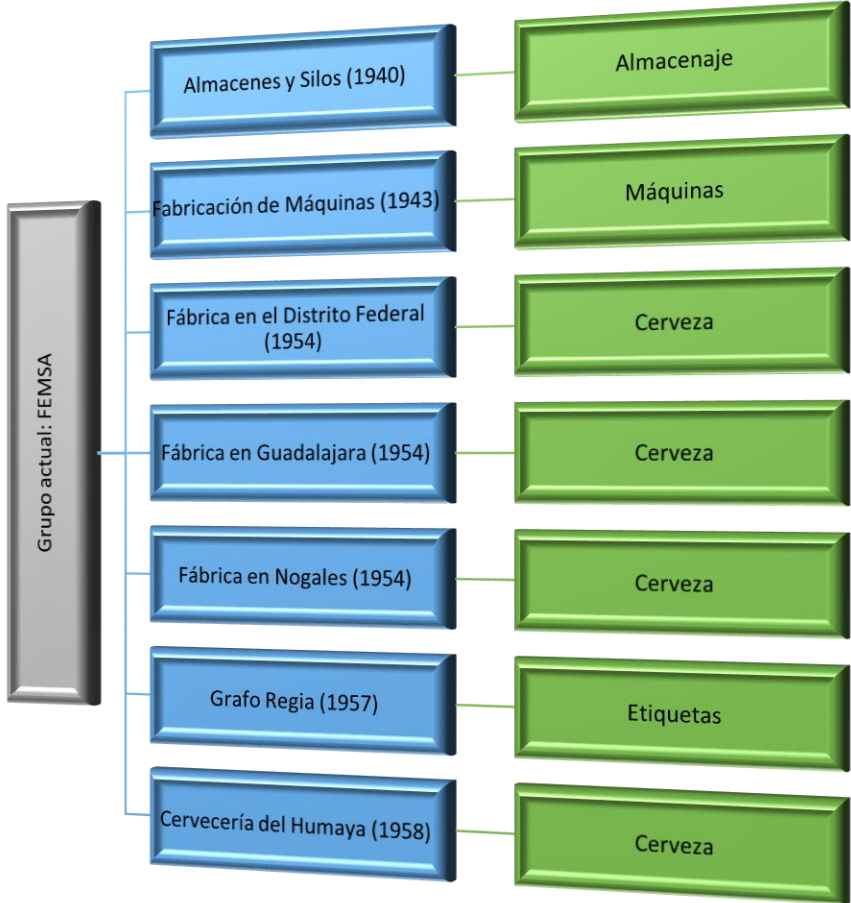 Grupo actual: FEMSA
Almacenes y Silos (1940)
Almacenaje
Fabricación de Máquinas (1943)
Máquinas
Fábrica en el Distrito Federal
(1954)
Cerveza
Fábrica en Guadalajara (1954)
Cerveza
Fábrica en Nogales (1954)
Cerveza
Grafo Regia (1957)
Etiquetas
Cervecería del Humaya (1958)
Cerveza